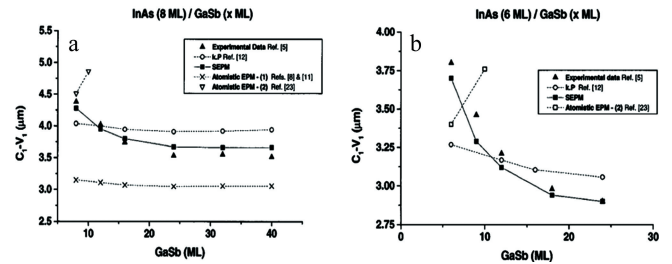 InAs (8 ML) / GaSb (x ML)
a
Experimental Data Ref. [5]
k.P Ref. [12]
SEPM
Atomistic EPM - (1) Refs. [8] & [11]
Atomistic EPM - (2) Ref. [23]
5.0
4.5
4.0
3.5
3.0
2.5
C₁-V₁ (μm)
10 20 30 40
GaSb (ML)
InAs (6 ML) / GaSb (x ML)
b
Experimental data Ref. [5]
k.P Ref. [12]
SEPM
Atomistic EPM - (2) Ref. [23]
4.00
3.75
3.50
3.25
3.00
2.75
C₁-V₁ (μm)
0 10 20 30
GaSb (ML)